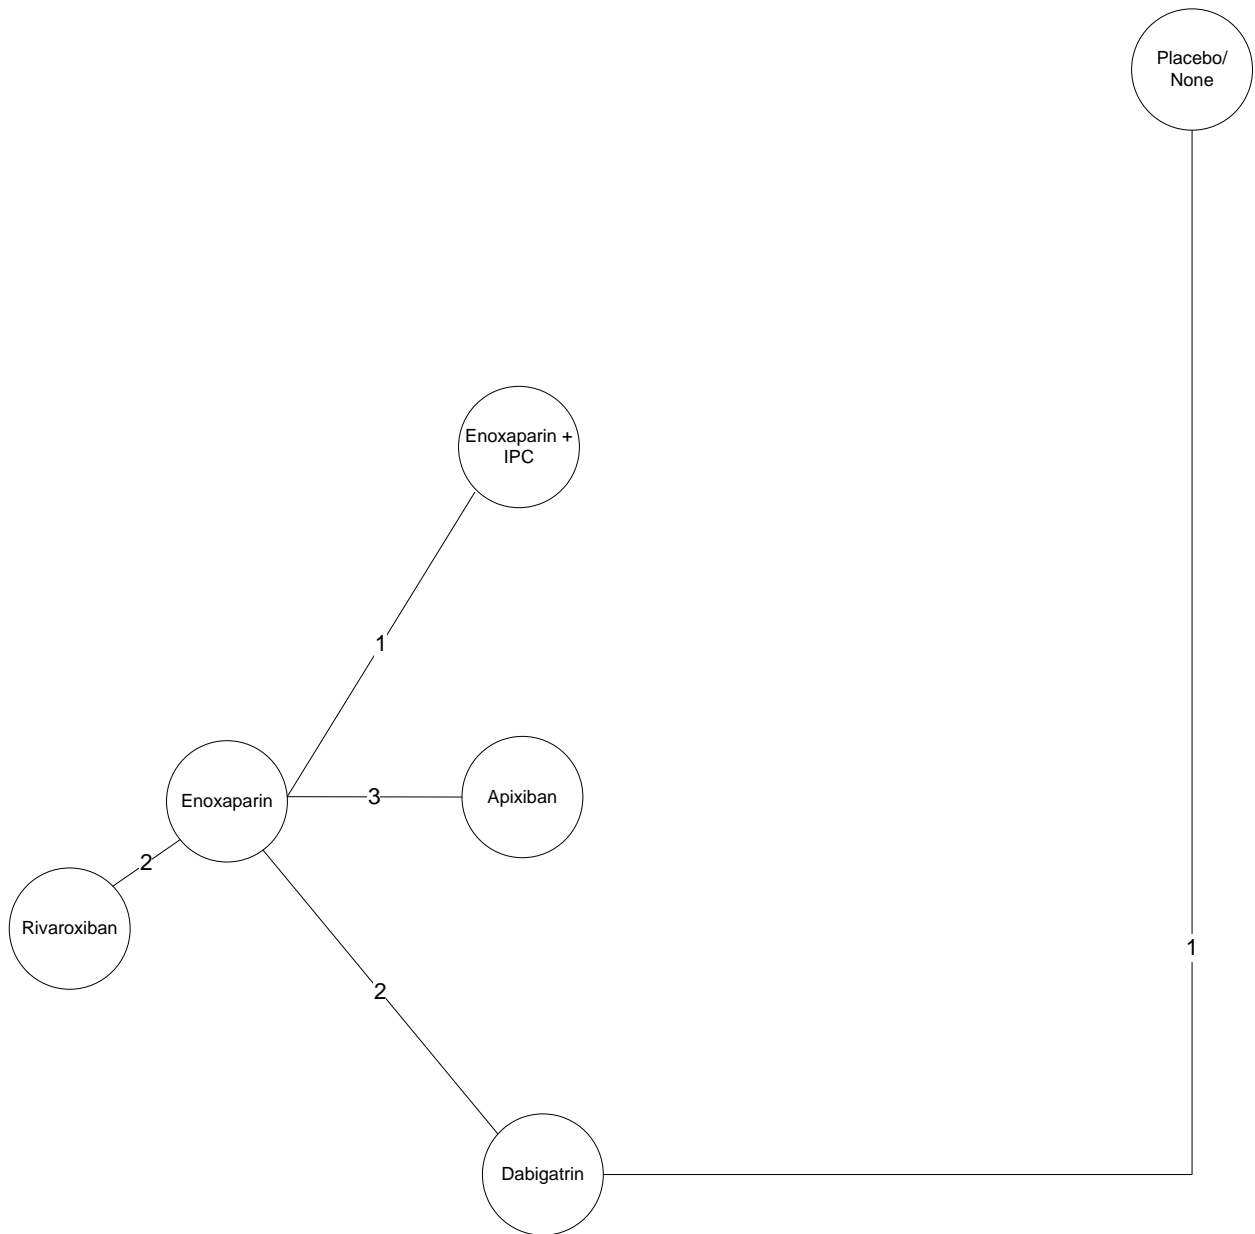 Placebo/
None
Enoxaparin +
IPC
1
Enoxaparin
3
Apixiban
2
Rivaroxiban
1
2
Dabigatrin